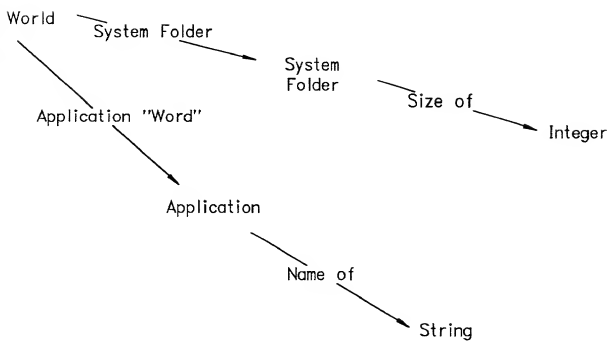 World
System Folder
System
Folder
Size of
Integer
Application "Word"
Application
Name of
String